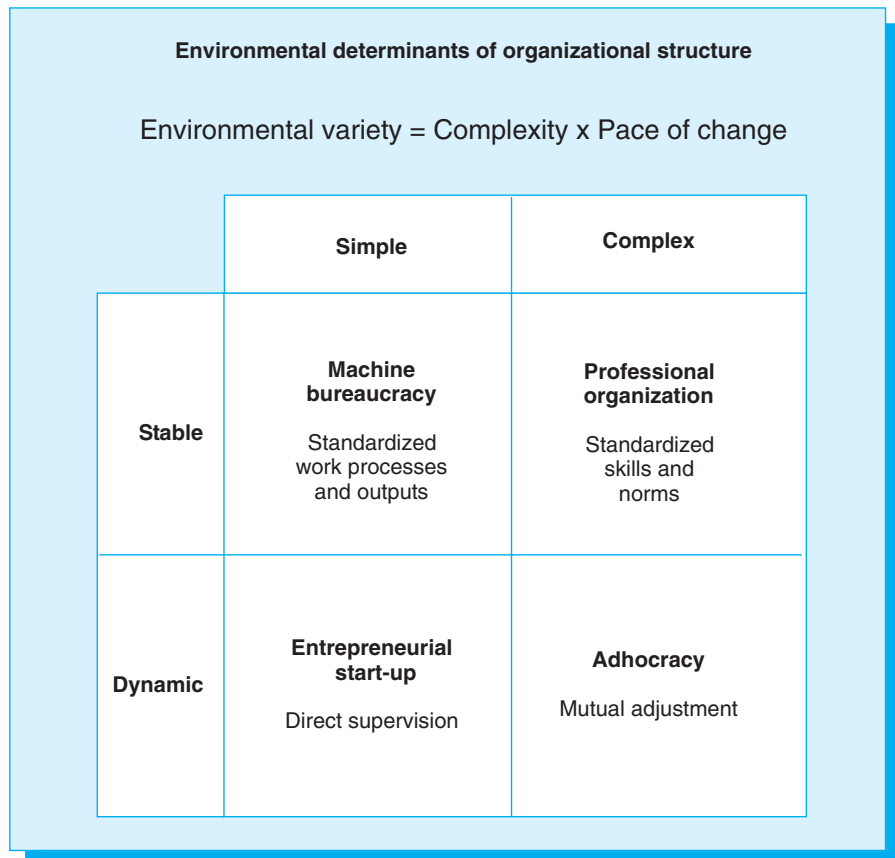 Environmental determinants of organizational structure
Environmental variety = Complexity x Pace of change
Simple
Complex
Stable
Machine
bureaucracy
Standardized
work processes
and outputs
Professional
organization
Standardized
skills and
norms
Dynamic
Entrepreneurial
start-up
Direct supervision
Adhocracy
Mutual adjustment